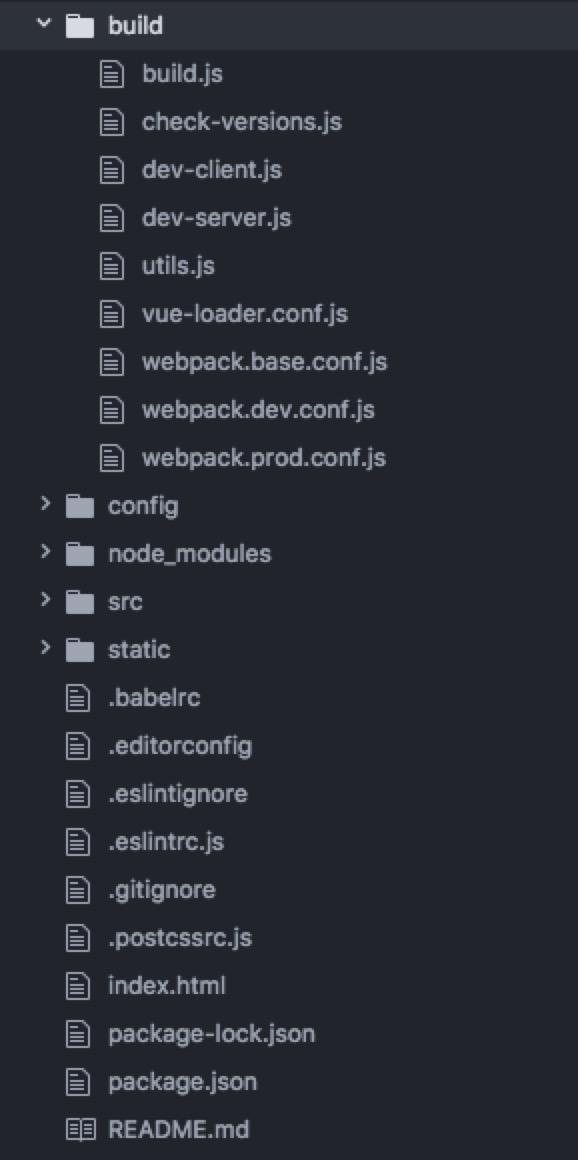 build
build.js
check-versions.js
dev-client.js
dev-server.js
utils.js
vue-loader.conf.js
webpack.base.conf.js
webpack.dev.conf.js
webpack.prod.conf.js
config
node_modules
src
static
.babelrc
.editorconfig
.eslintignore
.eslintrc.js
.gitignore
.postcssrc.js
index.html
package-lock.json
package.json
README.md